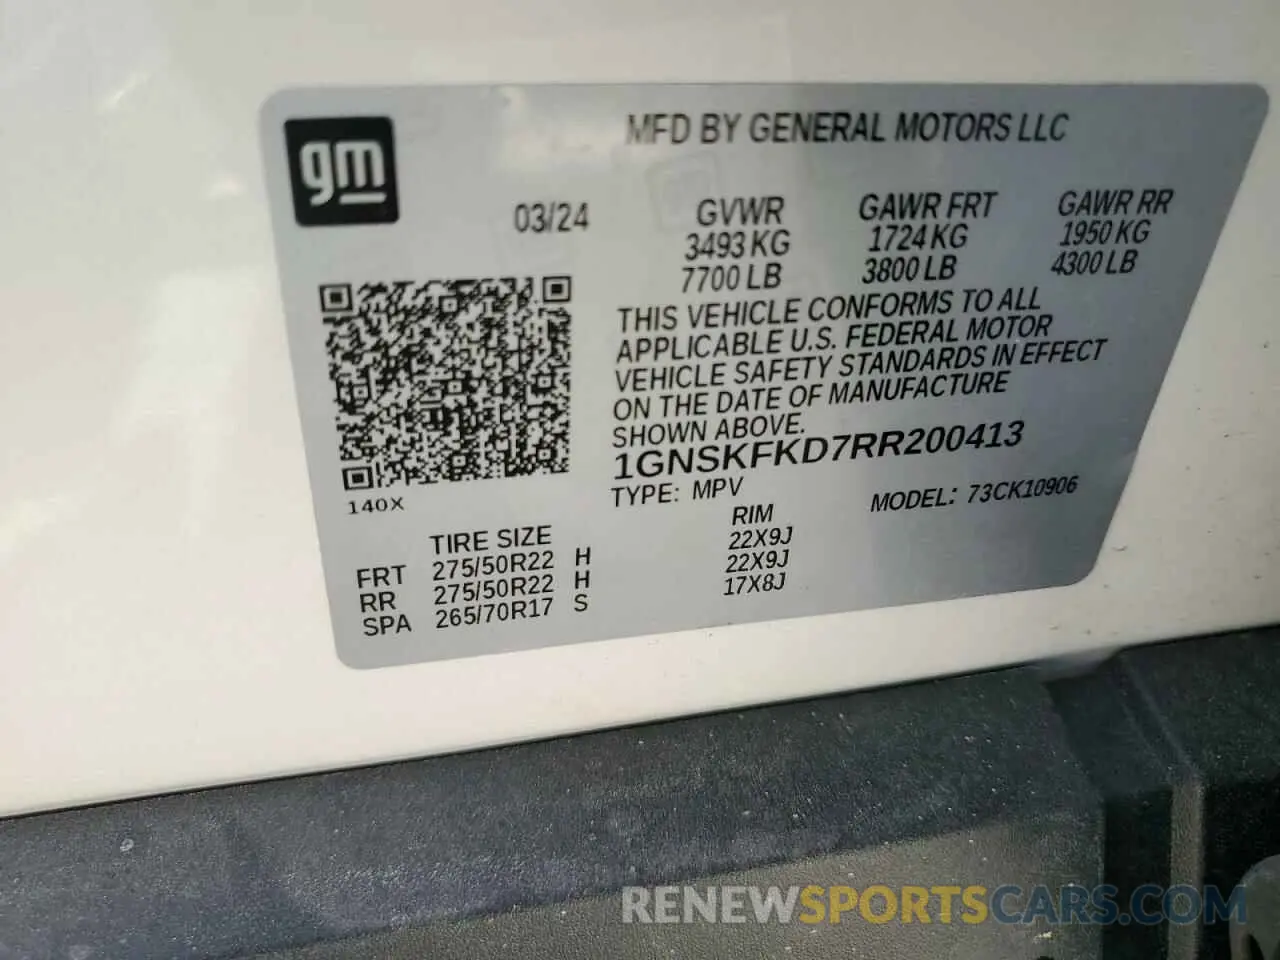 gm
MFD BY GENERAL MOTORS LLC
03/24
GVWR GAWR FRT GAWR RR
3493 KG 1724 KG 1950 KG
7700 LB 3800 LB 4300 LB
THIS VEHICLE CONFORMS TO ALL
APPLICABLE U.S. FEDERAL MOTOR
VEHICLE SAFETY STANDARDS IN EFFECT
ON THE DATE OF MANUFACTURE
SHOWN ABOVE.
1GNSKFKD7RR200413
TYPE: MPV MODEL: 73CK10906
140X
TIRE SIZE RIM
FRT 275/50R22 H 22X9J
RR 275/50R22 H 22X9J
SPA 265/70R17 S 17X8J
RENEWSPORTSCARS.COM